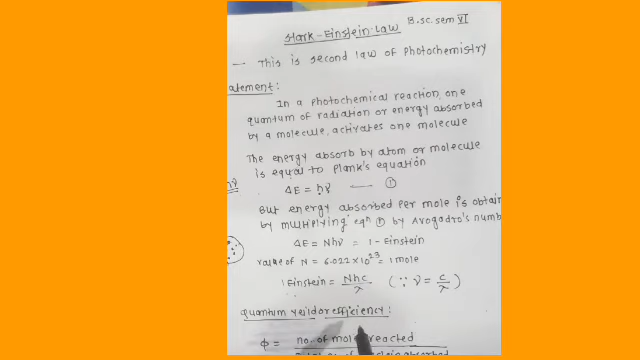 Stark-Einstein-Law B.sc.sem VI
— This is second law of Photochemistry
atement:
In a Photochemical reaction, one
quantum of radiation or energy absorbed
by a molecule, activates one molecule
The energy absorb by atom or molecule
is equal to Plank's equation
hν
ΔE = hν —— ①
But energy absorbed Per mole is obtain
by multiplying eqn ① by Avogadro's numb
ΔE = Nhν = 1-Einstein
value of N = 6.022×10²³ = 1 mole
1 Einstein = Nhc/λ (∵ ν = c/λ)
Quantum Yeild or efficiency:
Φ = no. of mole reacted